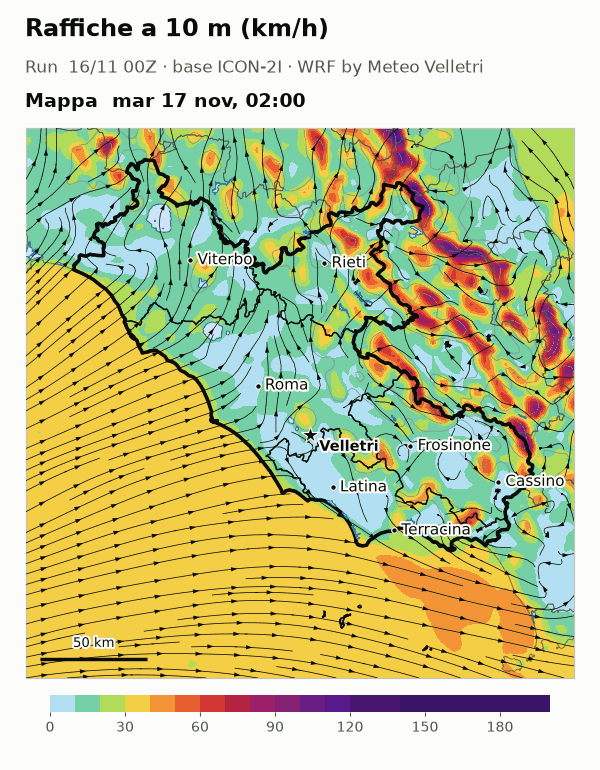 Raffiche a 10 m (km/h)
Run 16/11 00Z · base ICON-2I · WRF by Meteo Velletri
Mappa mar 17 nov, 02:00
Viterbo
Rieti
Roma
Velletri
Frosinone
Latina
Cassino
Terracina
50 km
0 30 60 90 120 150 180